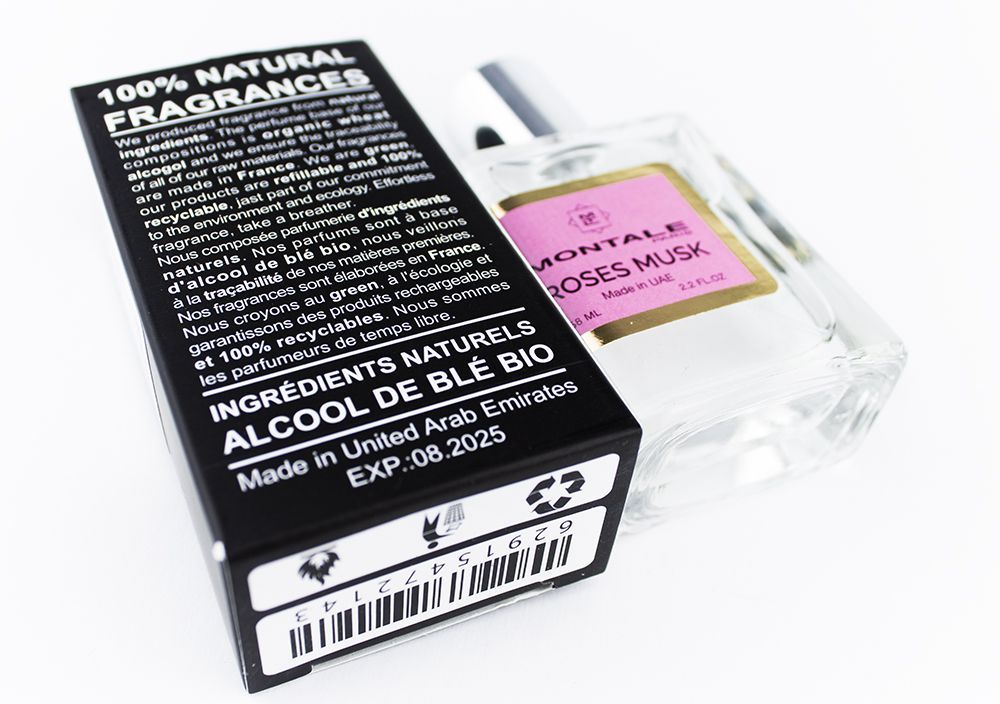 100% NATURAL
FRAGRANCES
We produced fragrance from natural
ingredients. The perfume base of our
compositions is organic wheat
alcogol and we ensure the traceability
of all of our raw materials. Our fragrances
are made in France. We are green,
our products are refillable and 100%
recyclable, jast part of our commitment
to the environment and ecology. Effortless
fragrance, take a breather.
Nous composée parfumerie d'ingrédients
naturels. Nos parfums sont à base
d'alcool de blé bio, nous veillons
à la traçabilité de nos matières premières.
Nos fragrances sont élaborées en France.
Nous croyons au green, à l'écologie et
garantissons des produits rechargeables
et 100% recyclables. Nous sommes
les parfumeurs de temps libre.
INGRÉDIENTS NATURELS
ALCOOL DE BLÉ BIO
Made in United Arab Emirates
EXP.:08.2025
6291547 2143
MONTALE
PARIS
ROSES MUSK
Made in UAE
2.2 FL.OZ
8 ML